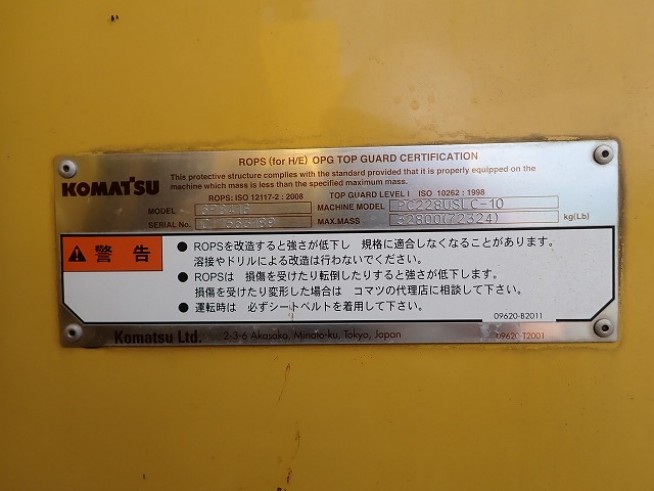 ROPS (for H/E) OPG TOP GUARD CERTIFICATION
This protective structure complies with the standard provided that it is properly equipped on the
machine which mass is less than the specified maximum mass.
KOMATSU
ROPS: ISO 12117-2 : 2008 TOP GUARD LEVEL I ISO 10262 : 1998
MODEL MACHINE MODEL PC228USLC-10
SERIAL No. MAX.MASS 32800(72324) kg(Lb)
警告
● ROPSを改造すると強さが低下し 規格に適合しなくなることがあります。
溶接やドリルによる改造は行わないでください。
● ROPSは 損傷を受けたり転倒したりすると強さが低下します。
損傷を受けたり変形した場合は コマツの代理店に相談して下さい。
● 運転時は 必ずシートベルトを着用して下さい。
09620-B2011
Komatsu Ltd. 2-3-6 Akasaka, Minato-ku, Tokyo, Japan 09620-T2001